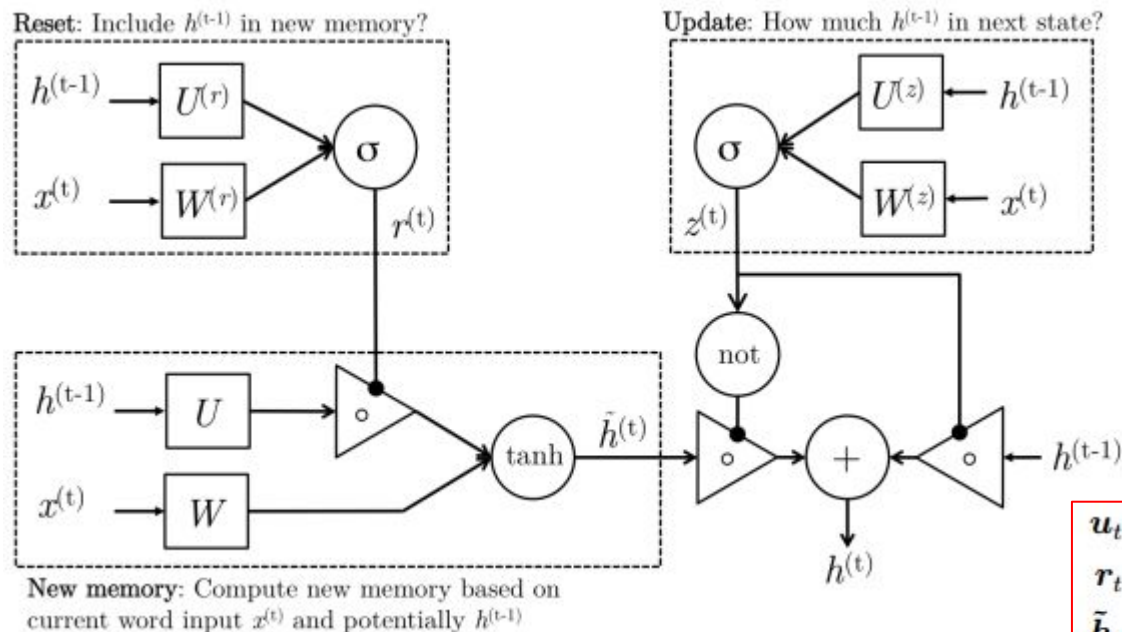 Reset: Include h^(t-1) in new memory?
h^(t-1)
U^(r)
x^(t)
W^(r)
σ
r^(t)
Update: How much h^(t-1) in next state?
σ
U^(z)
h^(t-1)
W^(z)
x^(t)
z^(t)
not
h^(t-1)
U
∘
x^(t)
W
tanh
h̃^(t)
∘
+
∘
h^(t-1)
h^(t)
New memory: Compute new memory based on
current word input x^(t) and potentially h^(t-1)
u_t
r_t